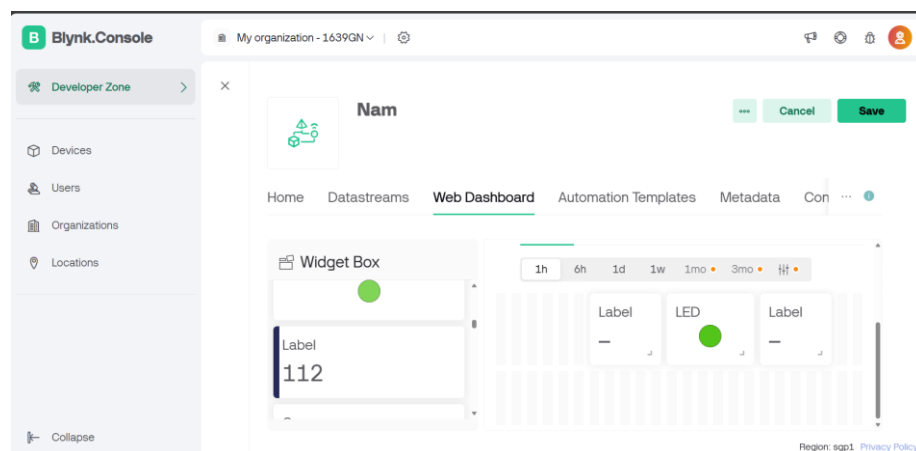 B Blynk.Console
My organization - 1639GN
Developer Zone
Devices
Users
Organizations
Locations
Collapse
Nam
Cancel
Save
Home Datastreams Web Dashboard Automation Templates Metadata Con
Widget Box
Label
112
1h 6h 1d 1w 1mo 3mo
Label LED Label
– –
Region: sgp1 Privacy Policy